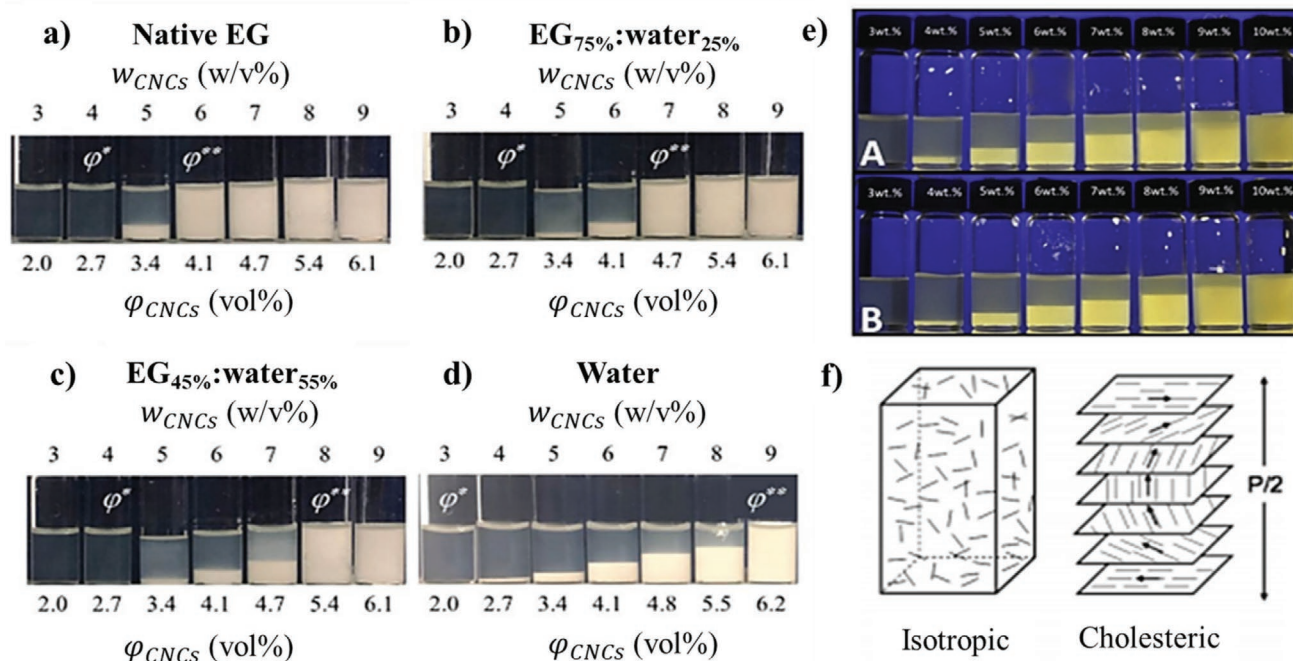 a) Native EG
w_CNCs (w/v%)
3 4 5 6 7 8 9
φ* φ**
2.0 2.7 3.4 4.1 4.7 5.4 6.1
φ_CNCs (vol%)
b) EG75%:water25%
w_CNCs (w/v%)
3 4 5 6 7 8 9
φ* φ**
2.0 2.7 3.4 4.1 4.7 5.4 6.1
φ_CNCs (vol%)
c) EG45%:water55%
w_CNCs (w/v%)
3 4 5 6 7 8 9
φ* φ**
2.0 2.7 3.4 4.1 4.7 5.4 6.1
φ_CNCs (vol%)
d) Water
w_CNCs (w/v%)
3 4 5 6 7 8 9
φ* φ**
2.0 2.7 3.4 4.1 4.8 5.5 6.2
φ_CNCs (vol%)
e)
3wt.% 4wt.% 5wt.% 6wt.% 7wt.% 8wt.% 9wt.% 10wt.%
A
3wt.% 4wt.% 5wt.% 6wt.% 7wt.% 8wt.% 9wt.% 10wt.%
B
f)
P/2
Isotropic Cholesteric